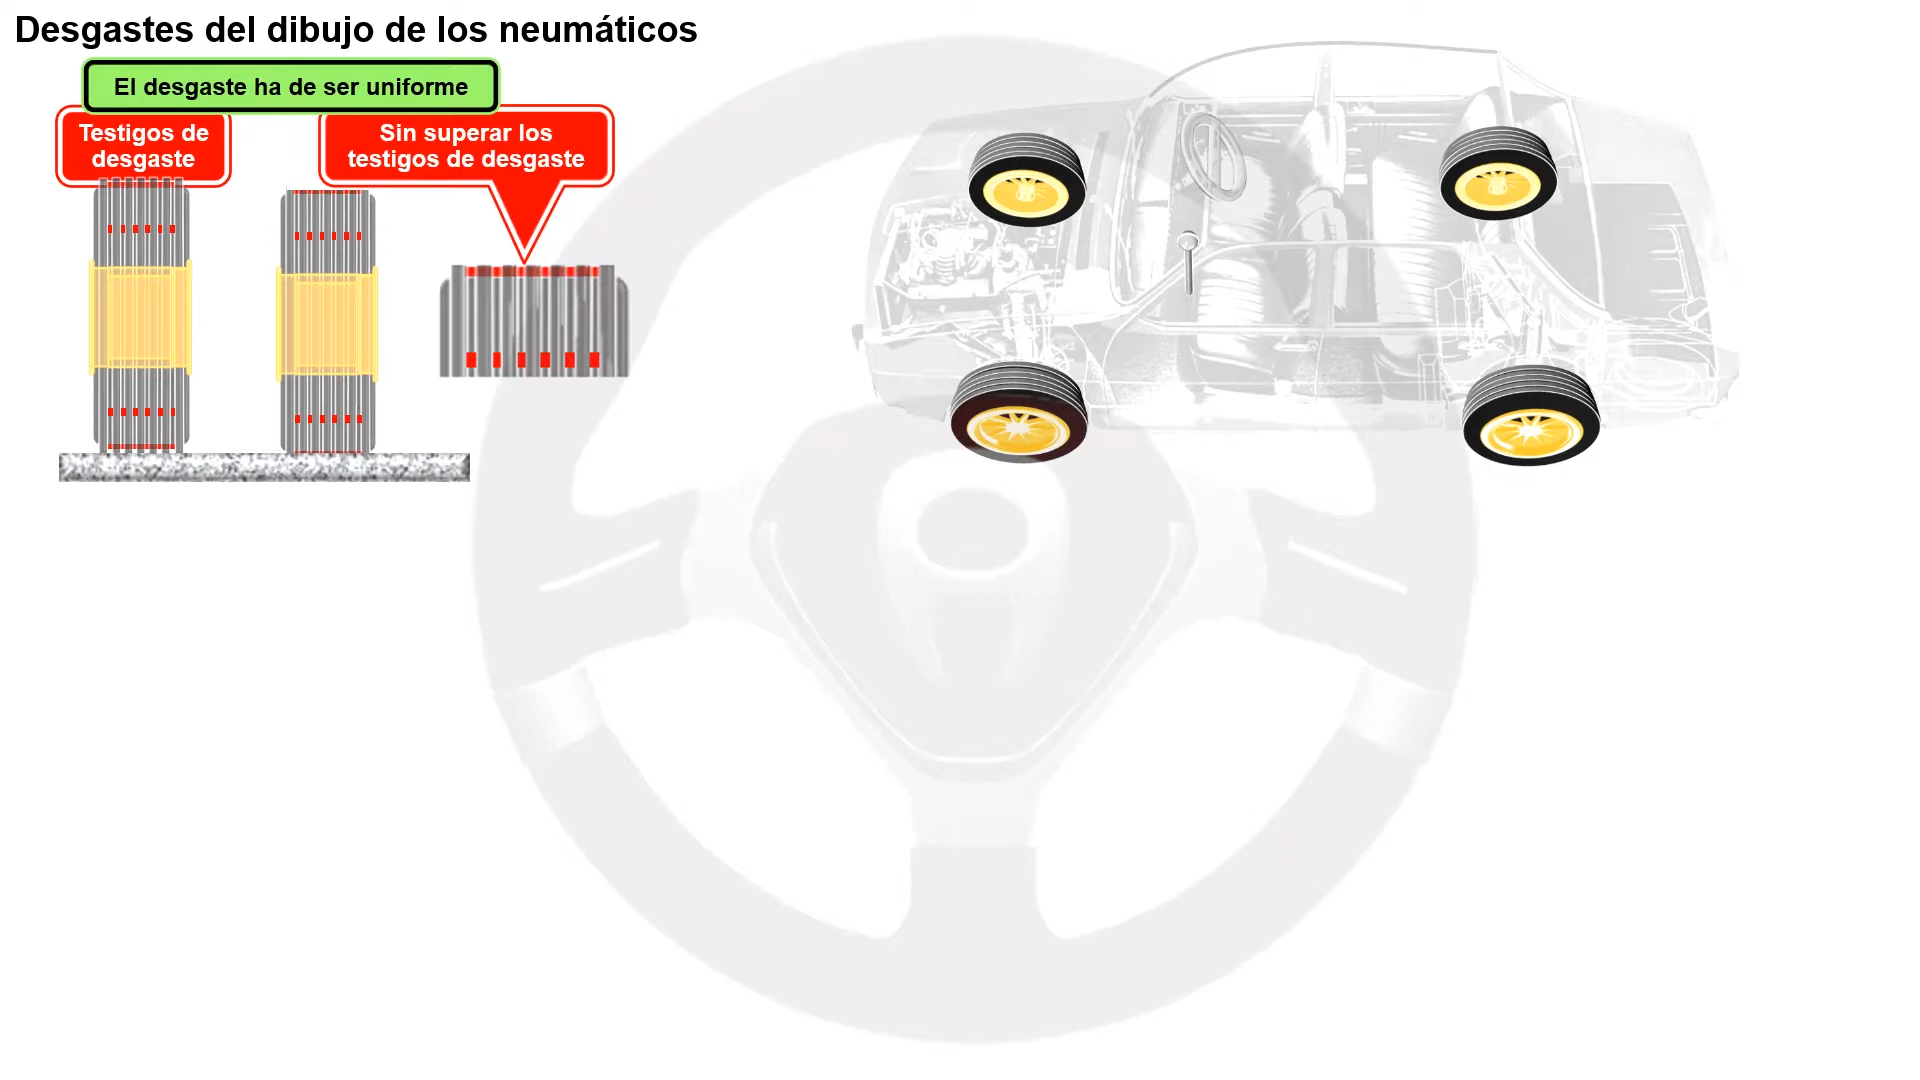 Desgastes del dibujo de los neumáticos
El desgaste ha de ser uniforme
Testigos de
desgaste
Sin superar los
testigos de desgaste